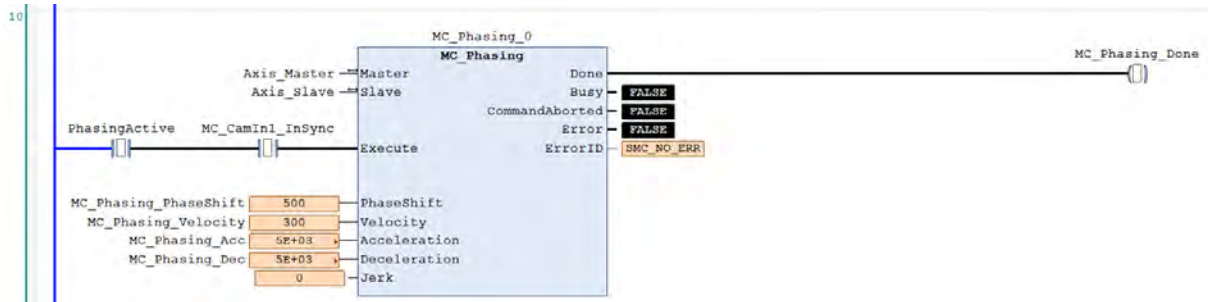 10
MC_Phasing_0
MC_Phasing
MC_Phasing_Done
Axis_Master Master Done
Axis_Slave Slave Busy FALSE
CommandAborted FALSE
PhasingActive MC_CamIn1_InSync Error FALSE
Execute ErrorID SMC_NO_ERR
MC_Phasing_PhaseShift 500 PhaseShift
MC_Phasing_Velocity 300 Velocity
MC_Phasing_Acc 5E+03 Acceleration
MC_Phasing_Dec 5E+03 Deceleration
0 Jerk